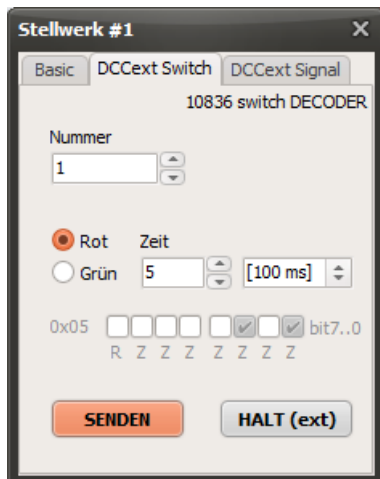 Stellwerk #1
Basic DCCext Switch DCCext Signal
10836 switch DECODER
Nummer
1
Rot Zeit
Grün 5 [100 ms]
0x05 bit7..0
R Z Z Z Z Z Z Z
SENDEN HALT (ext)